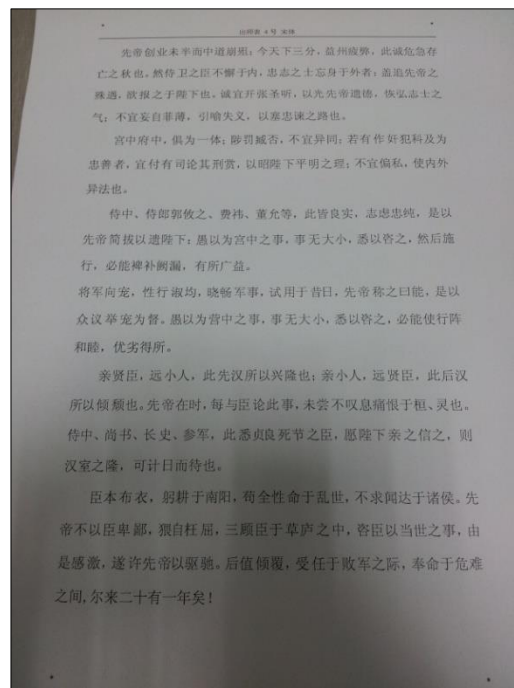 出师表 4号 宋体
先帝创业未半而中道崩殂；今天下三分，益州疲弊，此诚危急存
亡之秋也。然侍卫之臣不懈于内，忠志之士忘身于外者：盖追先帝之
殊遇，欲报之于陛下也。诚宜开张圣听，以光先帝遗德，恢弘志士之
气；不宜妄自菲薄，引喻失义，以塞忠谏之路也。
宫中府中，俱为一体；陟罚臧否，不宜异同：若有作奸犯科及为
忠善者，宜付有司论其刑赏，以昭陛下平明之理；不宜偏私，使内外
异法也。
侍中、侍郎郭攸之、费祎、董允等，此皆良实，志虑忠纯，是以
先帝简拔以遗陛下：愚以为宫中之事，事无大小，悉以咨之，然后施
行，必能裨补阙漏，有所广益。
将军向宠，性行淑均，晓畅军事，试用于昔日，先帝称之曰能，是以
众议举宠为督。愚以为营中之事，事无大小，悉以咨之，必能使行阵
和睦，优劣得所。
亲贤臣，远小人，此先汉所以兴隆也；亲小人，远贤臣，此后汉
所以倾颓也。先帝在时，每与臣论此事，未尝不叹息痛恨于桓、灵也。
侍中、尚书、长史、参军，此悉贞良死节之臣，愿陛下亲之信之，则
汉室之隆，可计日而待也。
臣本布衣，躬耕于南阳，苟全性命于乱世，不求闻达于诸侯。先
帝不以臣卑鄙，猥自枉屈，三顾臣于草庐之中，咨臣以当世之事，由
是感激，遂许先帝以驱驰。后值倾覆，受任于败军之际，奉命于危难
之间,尔来二十有一年矣！